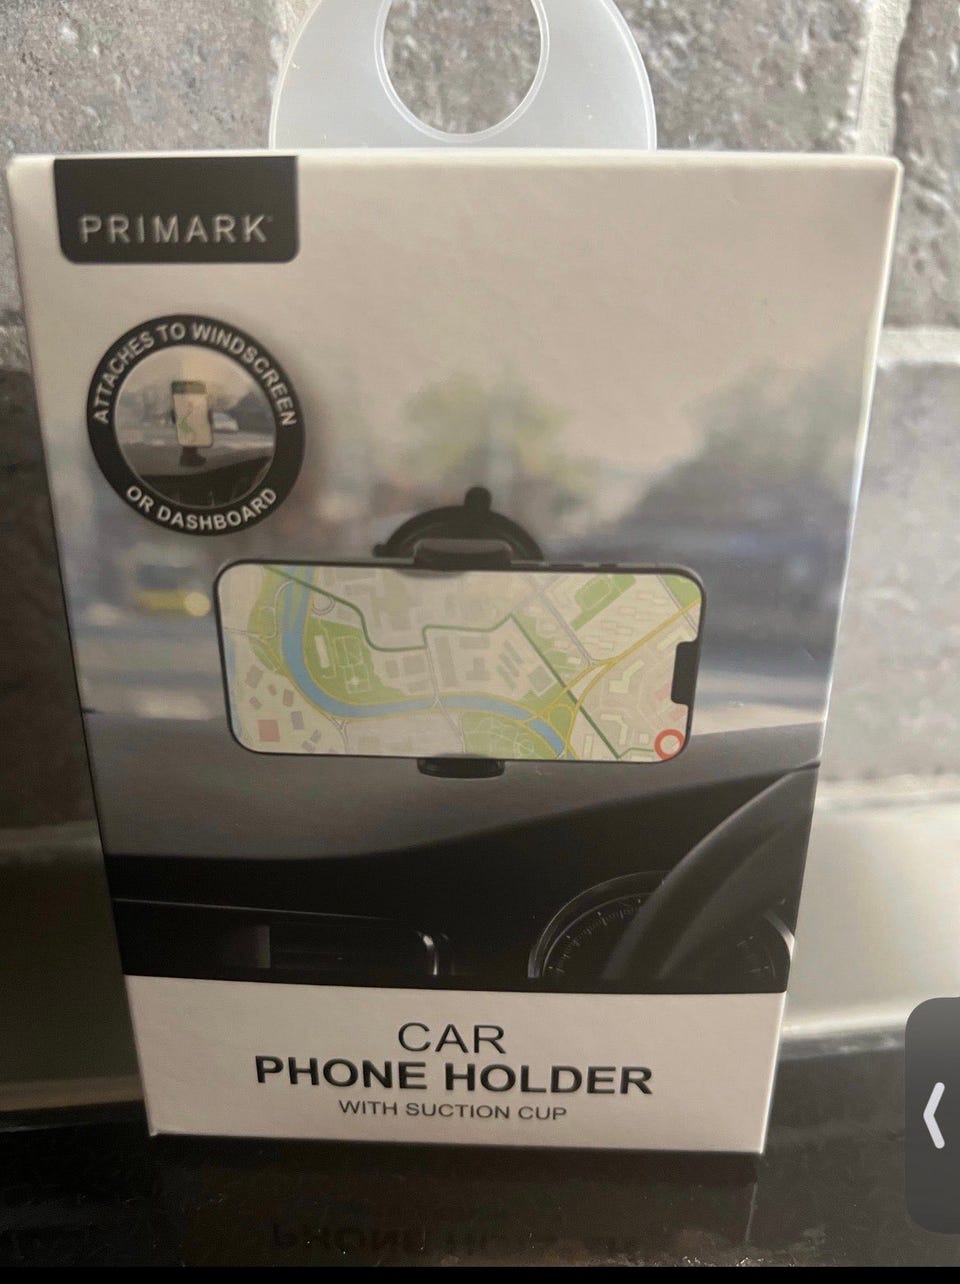 PRIMARK
ATTACHES TO WINDSCREEN
OR DASHBOARD
CAR
PHONE HOLDER
WITH SUCTION CUP